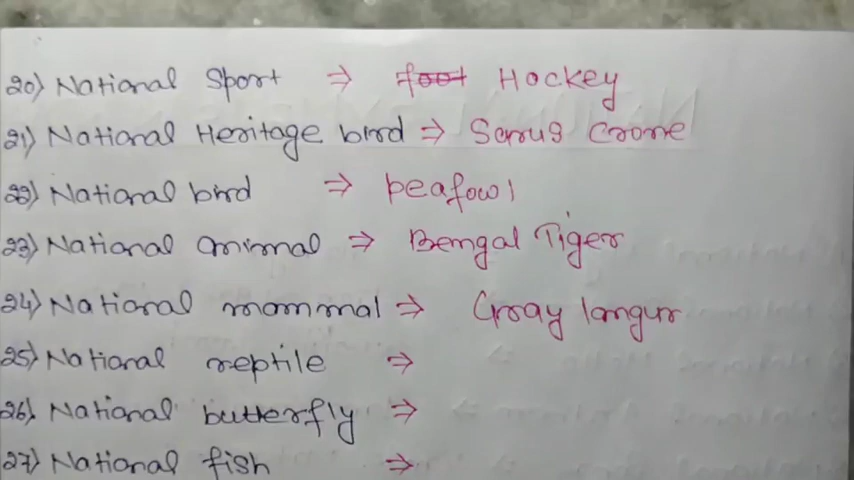 20) National Sport ⇒ foot Hockey
21) National Heritage bird ⇒ Sarus Crane
22) National bird ⇒ peafowl
23) National animal ⇒ Bengal Tiger
24) National mammal ⇒ Gray langur
25) National reptile ⇒
26) National butterfly ⇒
27) National fish ⇒